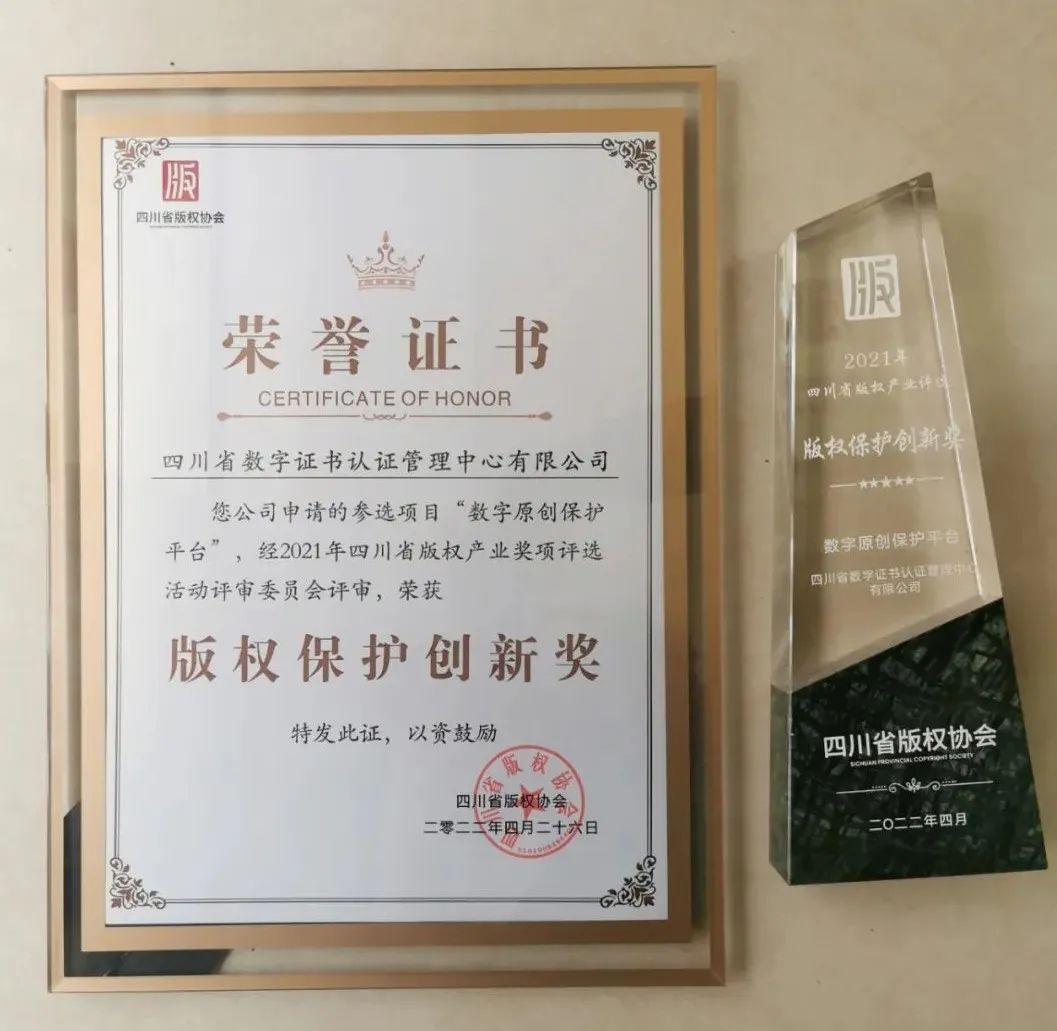 版
四川省版权协会
荣誉证书
CERTIFICATE OF HONOR
四川省数字证书认证管理中心有限公司
您公司申请的参选项目“数字原创保护
平台”，经2021年四川省版权产业奖项评选
活动评审委员会评审，荣获
版权保护创新奖
特发此证，以资鼓励
四川省版权协会
二零二二年四月二十六日
四川省版权协会
版
2021年
四川省版权产业评选
版权保护创新奖
数字原创保护平台
四川省数字证书认证管理中心
有限公司
四川省版权协会
SICHUAN PROVINCIAL COPYRIGHT SOCIETY
二〇二二年四月